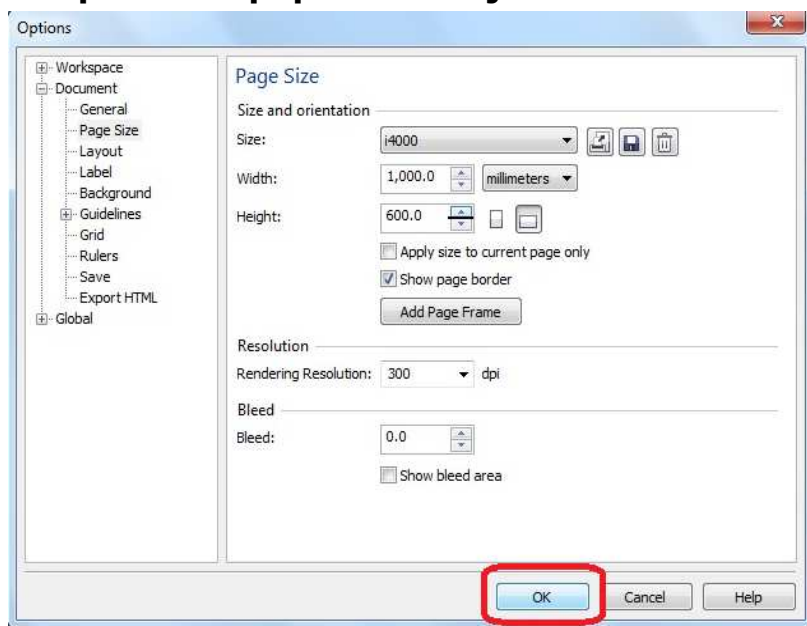 Options
Workspace
Document
General
Page Size
Layout
Label
Background
Guidelines
Grid
Rulers
Save
Export HTML
Global
Page Size
Size and orientation
Size: i4000
Width: 1,000.0 millimeters
Height: 600.0
Apply size to current page only
Show page border
Add Page Frame
Resolution
Rendering Resolution: 300 dpi
Bleed
Bleed: 0.0
Show bleed area
OK Cancel Help